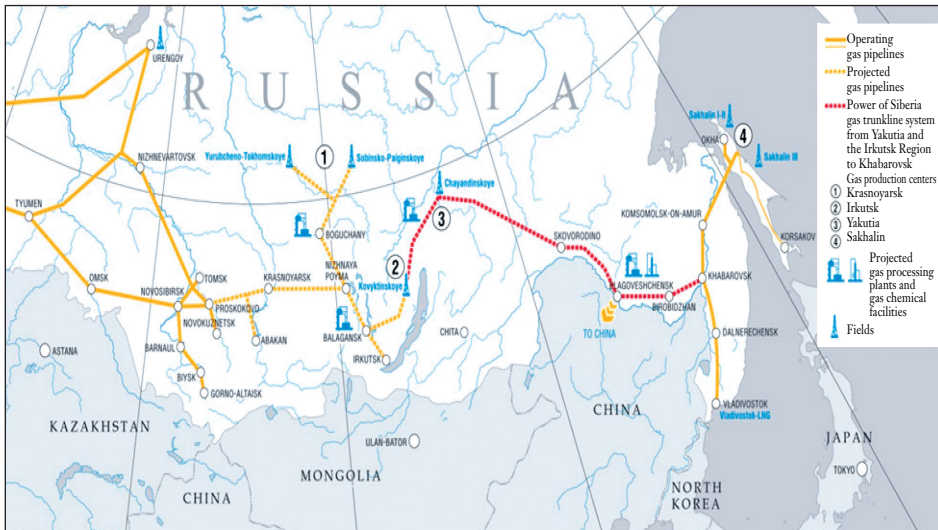 URENGOY
RUSSIA
NIZHNEVARTOVSK
Yurubcheno-Tokhomskoye
1
Sobinsko-Paiginskoye
Chayandinskoye
Sakhalin I-II
OKHA
4
Sakhalin III
TYUMEN
3
KOMSOMOLSK-ON-AMUR
BOGUCHANY
SKOVORODINO
KORSAKOV
OMSK
TOMSK
KRASNOYARSK
NIZHNAYA
POYMA
2
Kovyktinskoye
KHABAROVSK
NOVOSIBIRSK
PROSKOKOVO
BLAGOVESHCHENSK
BIROBIDZHAN
NOVOKUZNETSK
ABAKAN
BALAGANSK
CHITA
TO CHINA
DALNERECHENSK
ASTANA
BARNAUL
IRKUTSK
BIYSK
GORNO-ALTAISK
VLADIVOSTOK
Vladivostok-LNG
KAZAKHSTAN
CHINA
ULAN-BATOR
JAPAN
MONGOLIA
TOKYO
CHINA
NORTH
KOREA
Operating
gas pipelines
Projected
gas pipelines
Power of Siberia
gas trunkline system
from Yakutia and
the Irkutsk Region
to Khabarovsk
Gas production centers
1 Krasnoyarsk
2 Irkutsk
3 Yakutia
4 Sakhalin
Projected
gas processing
plants and
gas chemical
facilities
Fields